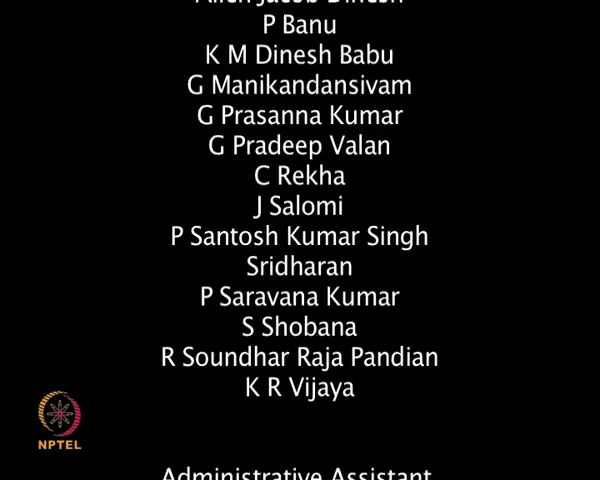 P Banu
K M Dinesh Babu
G Manikandansivam
G Prasanna Kumar
G Pradeep Valan
C Rekha
J Salomi
P Santosh Kumar Singh
Sridharan
P Saravana Kumar
S Shobana
R Soundhar Raja Pandian
K R Vijaya
NPTEL
Administrative Assistant